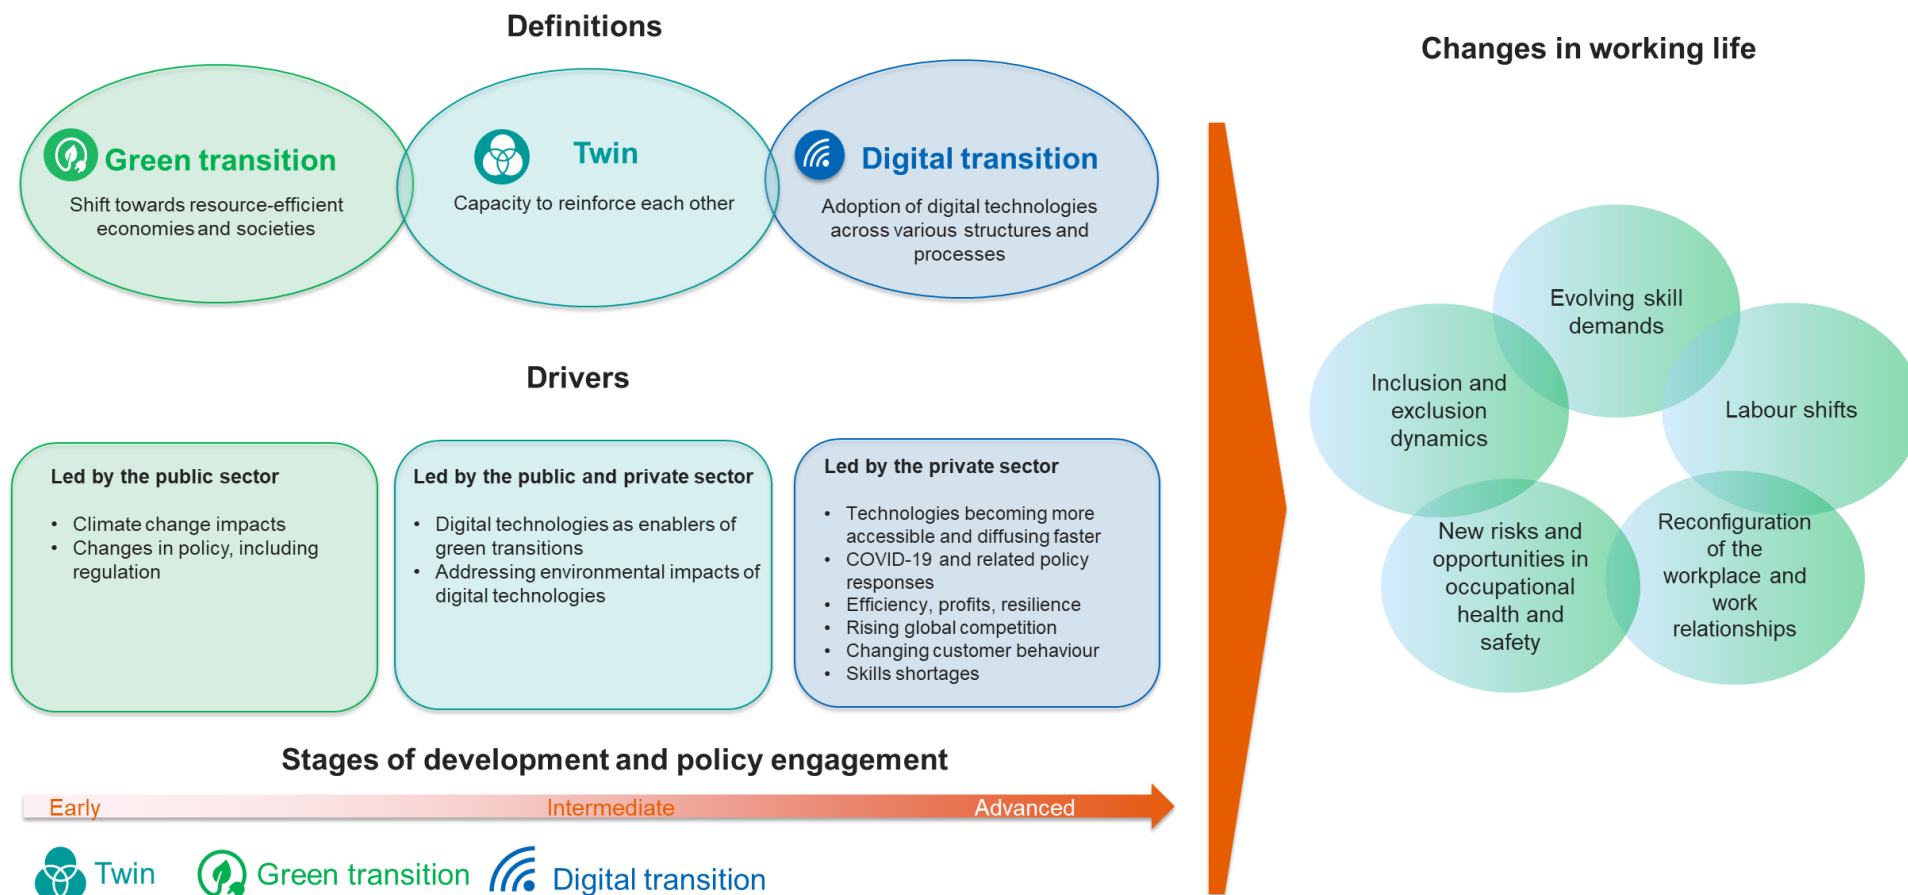 Definitions
Green transition
Shift towards resource-efficient
economies and societies
Twin
Capacity to reinforce each other
Digital transition
Adoption of digital technologies
across various structures and
processes
Drivers
Led by the public sector
• Climate change impacts
• Changes in policy, including
regulation
Led by the public and private sector
• Digital technologies as enablers of
green transitions
• Addressing environmental impacts of
digital technologies
Led by the private sector
• Technologies becoming more
accessible and diffusing faster
• COVID-19 and related policy
responses
• Efficiency, profits, resilience
• Rising global competition
• Changing customer behaviour
• Skills shortages
Stages of development and policy engagement
Early
Intermediate
Advanced
Twin
Green transition
Digital transition
Changes in working life
Evolving skill
demands
Labour shifts
Reconfiguration
of the
workplace and
work
relationships
New risks and
opportunities in
occupational
health and
safety
Inclusion and
exclusion
dynamics